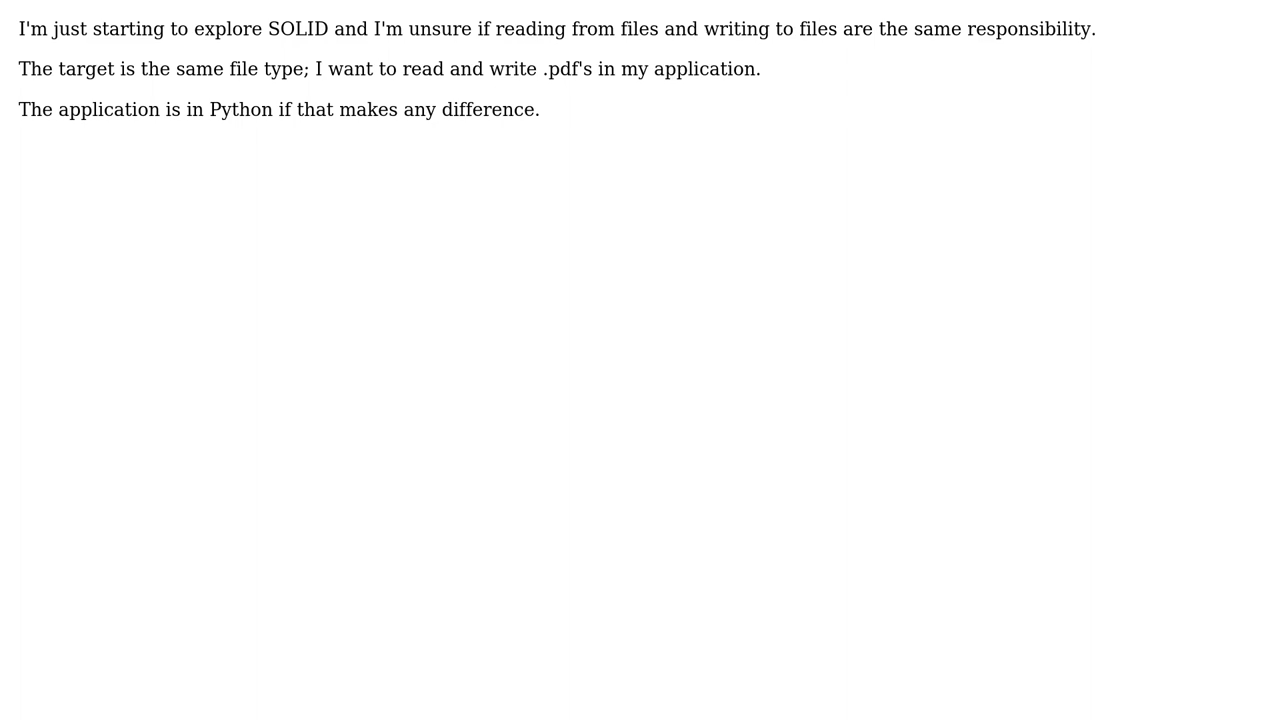 I'm just starting to explore SOLID and I'm unsure if reading from files and writing to files are the same responsibility.
The target is the same file type; I want to read and write .pdf's in my application.
The application is in Python if that makes any difference.